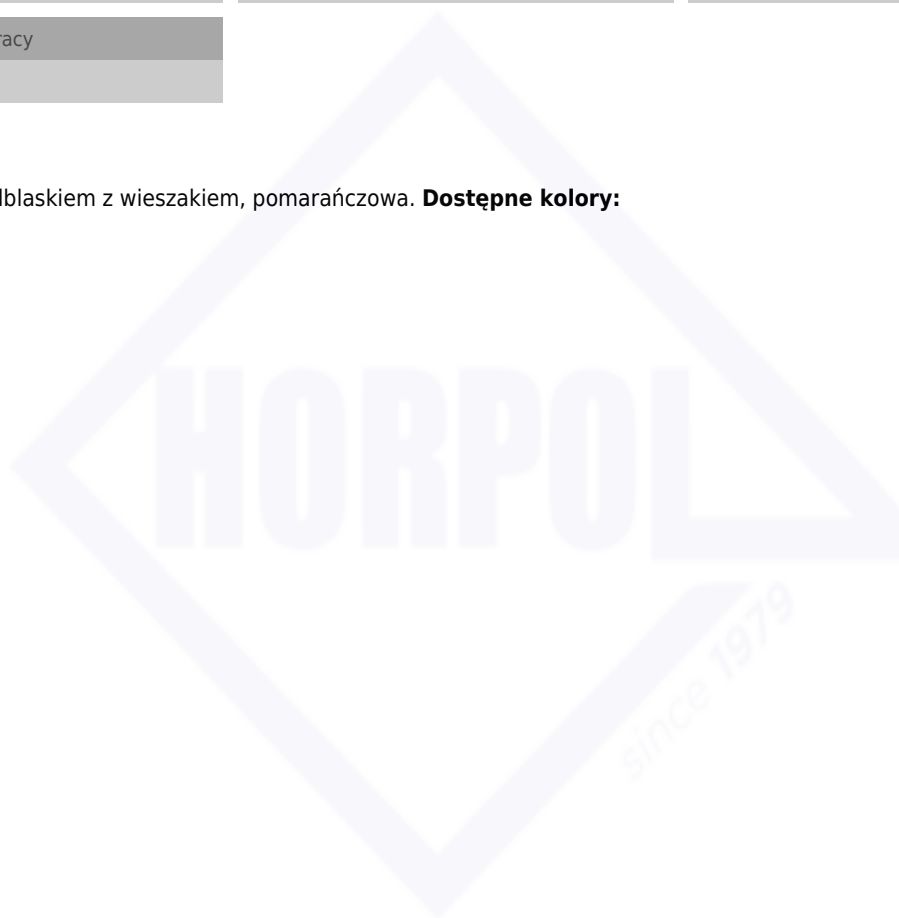 racy
dblaskiem z wieszakiem, pomarańczowa. Dostępne kolory:
HORPOL
since 1979